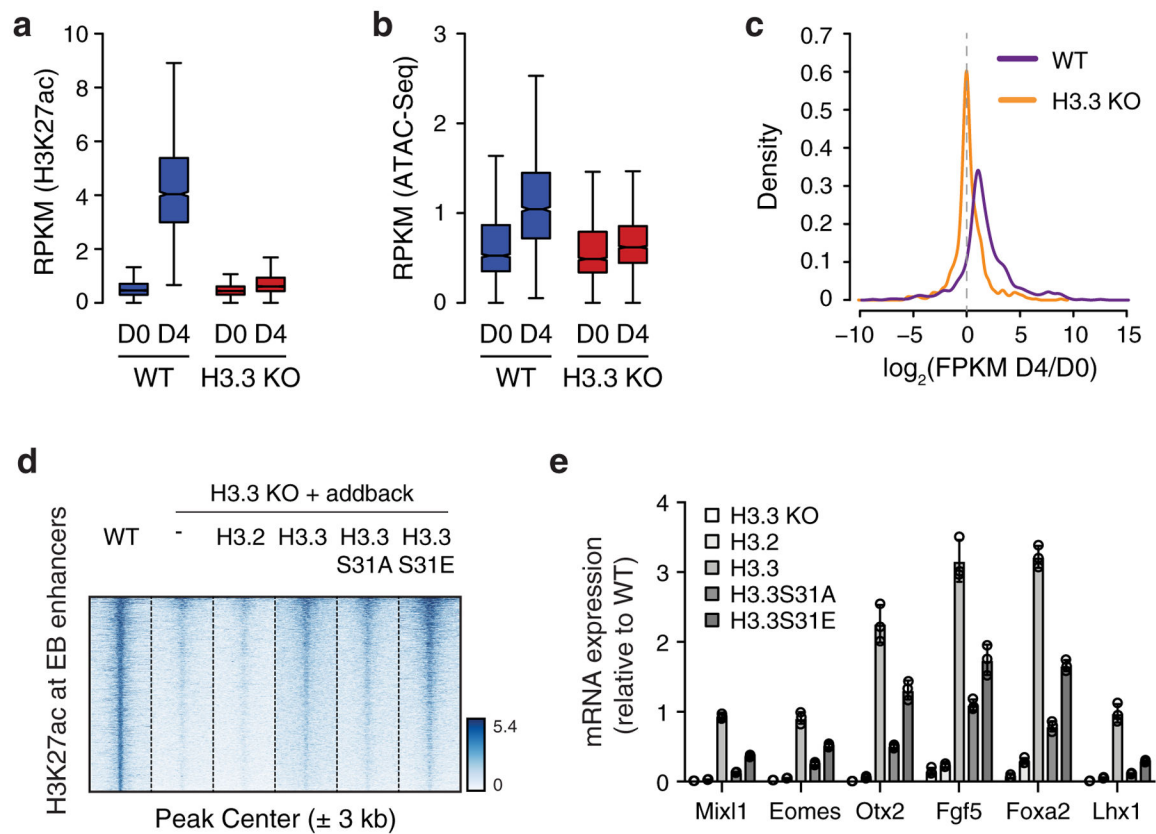 a
RPKM (H3K27ac)
10
8
6
4
2
0
D0 D4
WT
H3.3 KO
D0 D4
b
RPKM (ATAC-Seq)
3
2
1
0
D0 D4
WT
D0 D4
H3.3 KO
c
Density
0.7
0.6
0.5
0.4
0.3
0.2
0.1
0
WT
H3.3 KO
−10 −5 0 5 10 15
log2(FPKM D4/D0)
d
H3K27ac at EB enhancers
H3.3 KO + addback
WT - H3.2 H3.3 H3.3 H3.3
S31A S31E
5.4
0
Peak Center (± 3 kb)
e
mRNA expression
(relative to WT)
4
3
2
1
0
H3.3 KO
H3.2
H3.3
H3.3S31A
H3.3S31E
Mixl1 Eomes Otx2 Fgf5 Foxa2 Lhx1